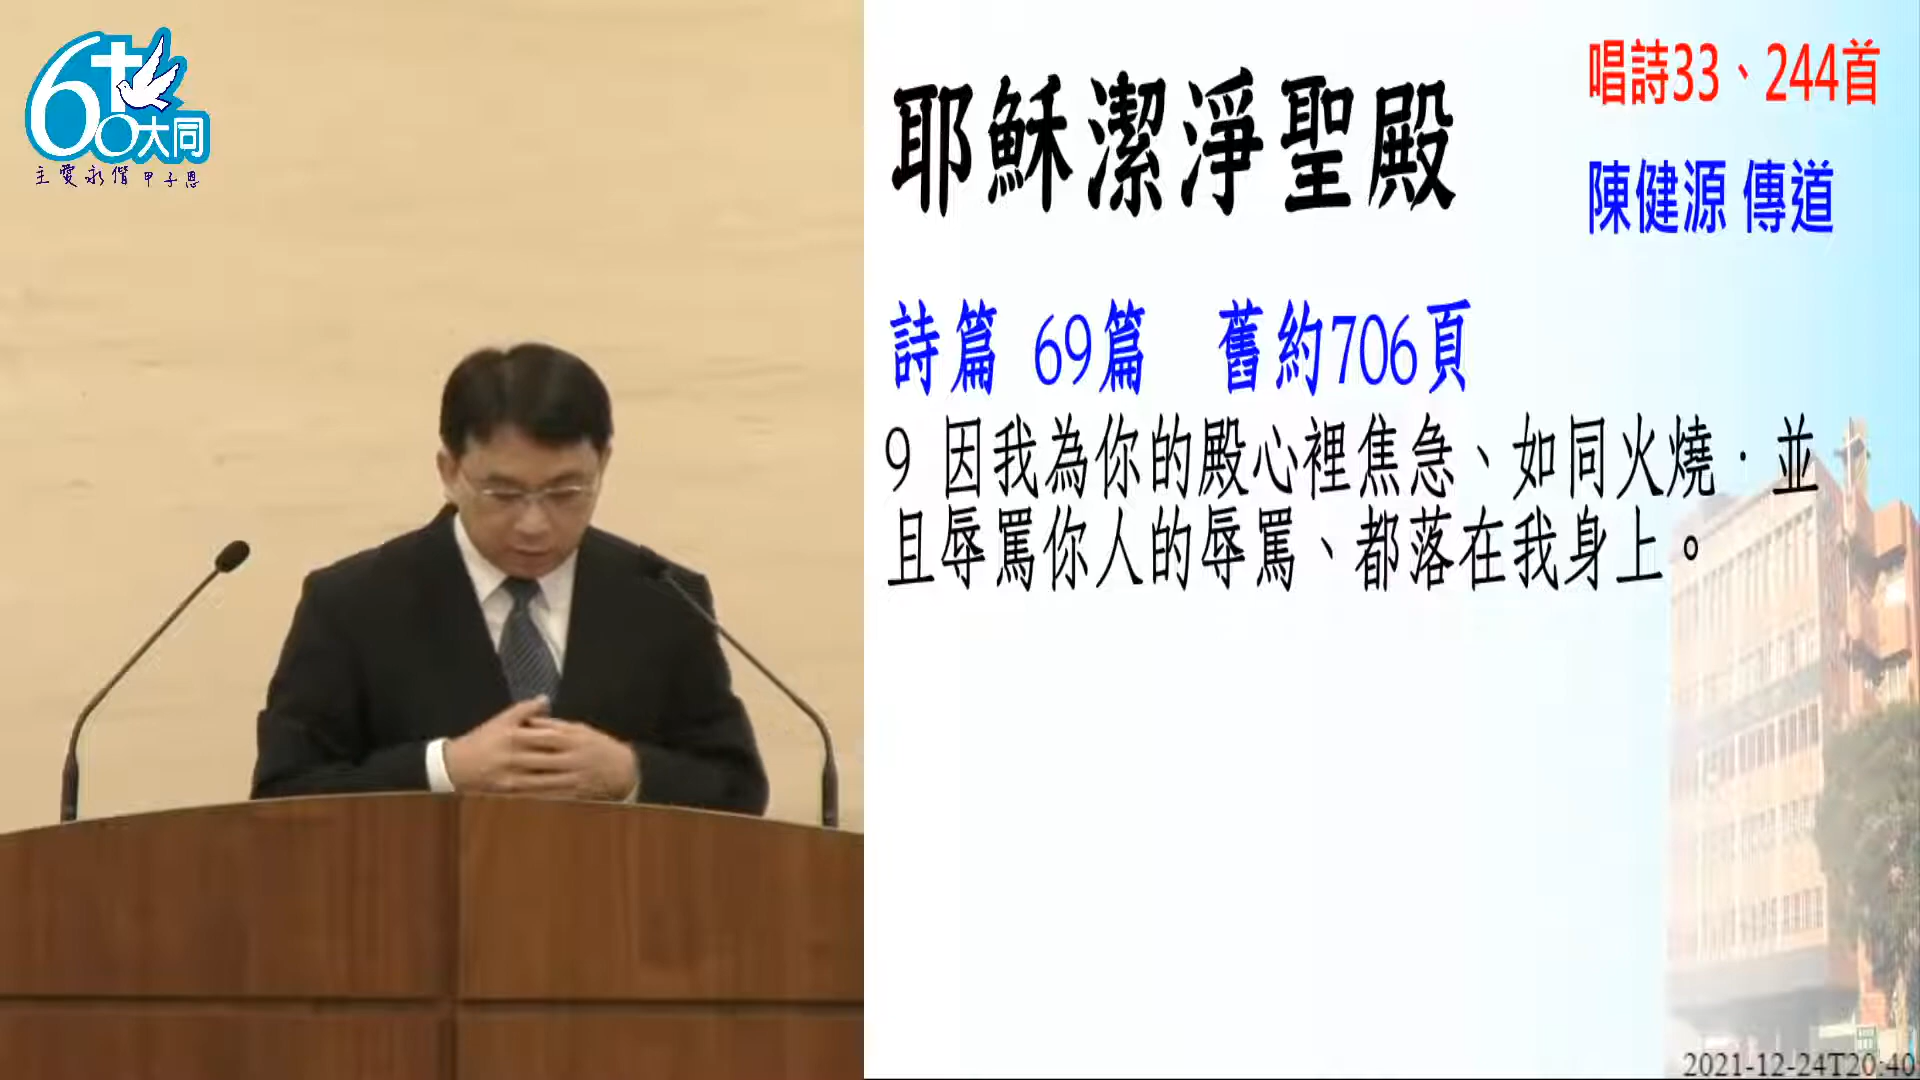 60大同
主愛永偕甲子恩
耶穌潔淨聖殿
唱詩33、244首
陳健源 傳道
詩篇 69篇 舊約706頁
9 因我為你的殿心裡焦急、如同火燒．並
且辱罵你人的辱罵、都落在我身上。
2021-12-24T20:40